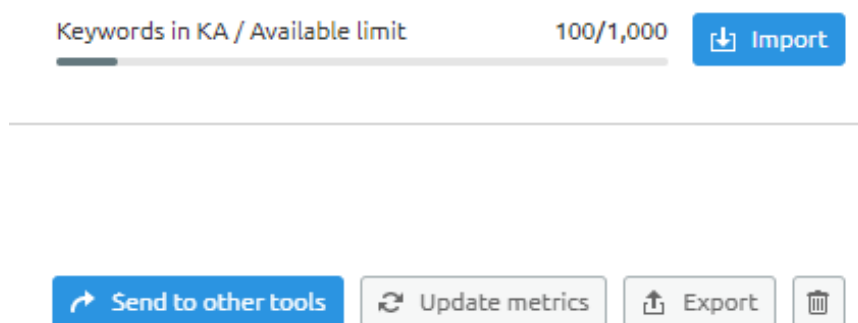 Keywords in KA / Available limit 100/1,000 Import
Send to other tools Update metrics Export